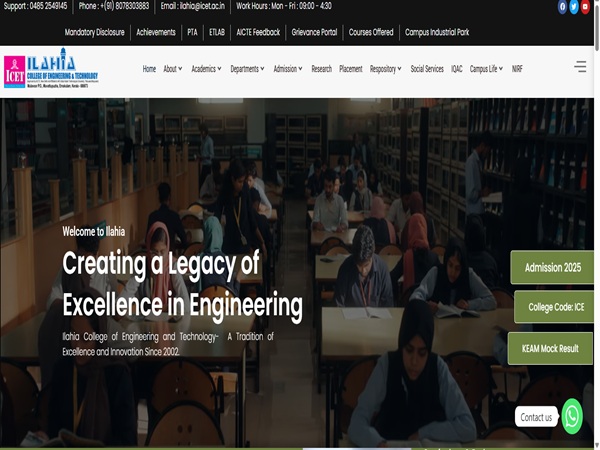 Support : 0485 2549145 Phone : +(91) 8078303883 Email : ilahia@icet.ac.in Work Hours : Mon - Fri : 09:00 - 4:30
Mandatory Disclosure Achievements PTA ETLAB AICTE Feedback Grievance Portal Courses Offered Campus Industrial Park
ICET ILAHIA
COLLEGE OF ENGINEERING & TECHNOLOGY
Home About Academics Departments Admission Research Placement Respository Social Services IQAC Campus Life NIRF
Welcome to Ilahia
Creating a Legacy of
Excellence in Engineering
Ilahia College of Engineering and Technology- A Tradition of
Excellence and Innovation Since 2002.
Admission 2025
College Code: ICE
KEAM Mock Result
Contact us